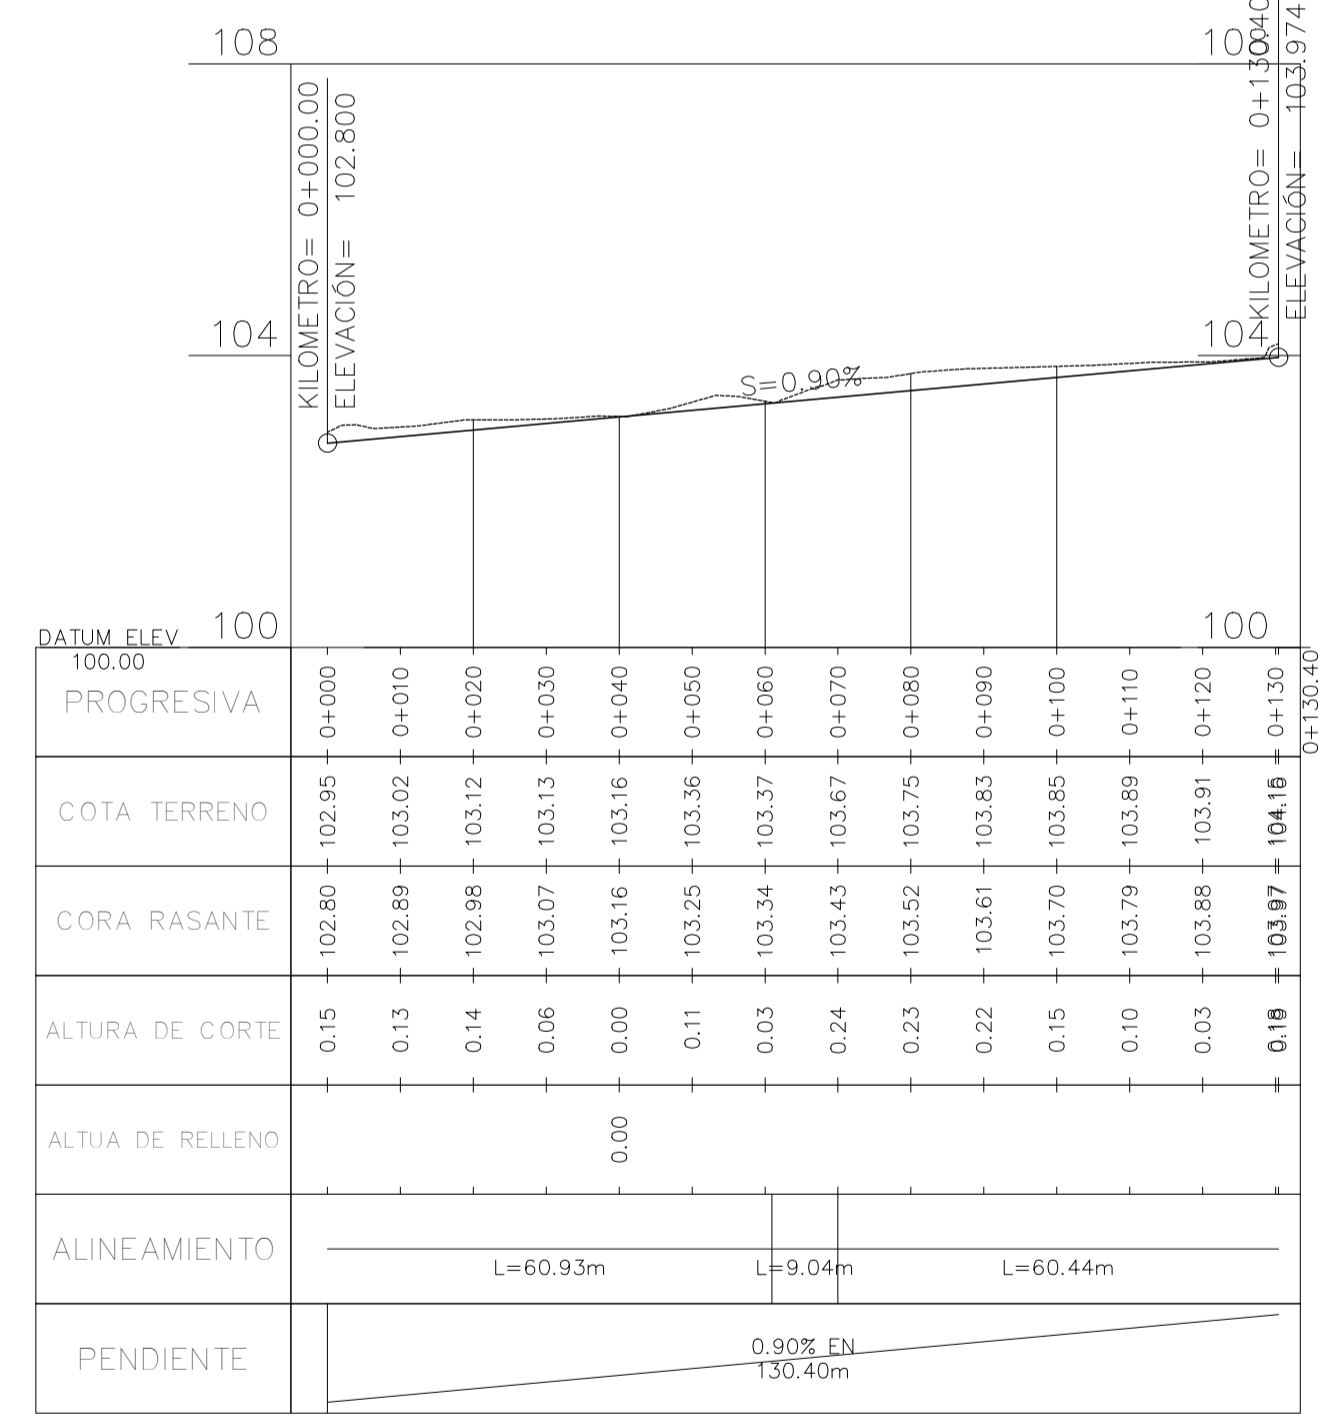 108
108
KILOMETRO= 0+000.00
ELEVACIÓN= 102.800
KILOMETRO= 0+130.40
ELEVACIÓN= 103.974
104
104
S=0.90%
100
100
DATUM ELEV
100.00
PROGRESIVA 0+000 0+010 0+020 0+030 0+040 0+050 0+060 0+070 0+080 0+090 0+100 0+110 0+120 0+130 0+130.40
COTA TERRENO 102.95 103.02 103.12 103.13 103.16 103.36 103.37 103.67 103.75 103.83 103.85 103.89 103.91
CORA RASANTE 102.80 102.89 102.98 103.07 103.16 103.25 103.34 103.43 103.52 103.61 103.70 103.79 103.88 103.97
ALTURA DE CORTE 0.15 0.13 0.14 0.06 0.00 0.11 0.03 0.24 0.23 0.22 0.15 0.10 0.03
ALTUA DE RELLENO 0.00
ALINEAMIENTO L=60.93m L=9.04m L=60.44m
PENDIENTE 0.90% EN
130.40m